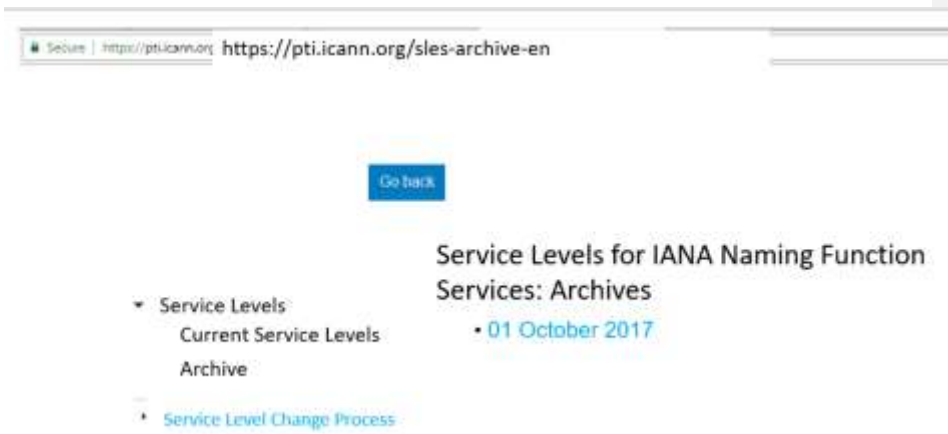 Secure | https://pti.icann.org https://pti.icann.org/sles-archive-en
Go back
Service Levels for IANA Naming Function
Services: Archives
• 01 October 2017
Service Levels
Current Service Levels
Archive
Service Level Change Process